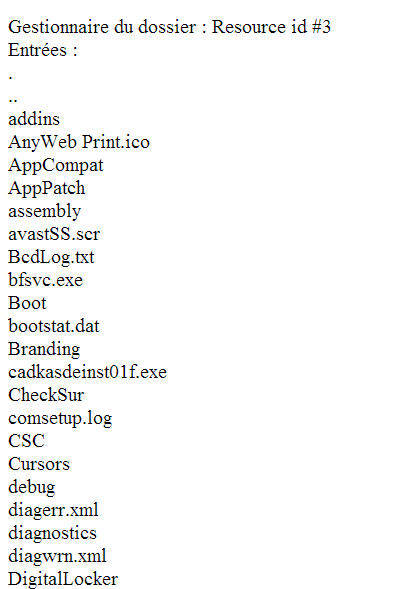 Gestionnaire du dossier : Resource id #3
Entrées :
.
..
addins
AnyWeb Print.ico
AppCompat
AppPatch
assembly
avastSS.scr
BcdLog.txt
bfsvc.exe
Boot
bootstat.dat
Branding
cadkasdeinst01f.exe
CheckSur
comsetup.log
CSC
Cursors
debug
diagerr.xml
diagnostics
diagwrn.xml
DigitalLocker